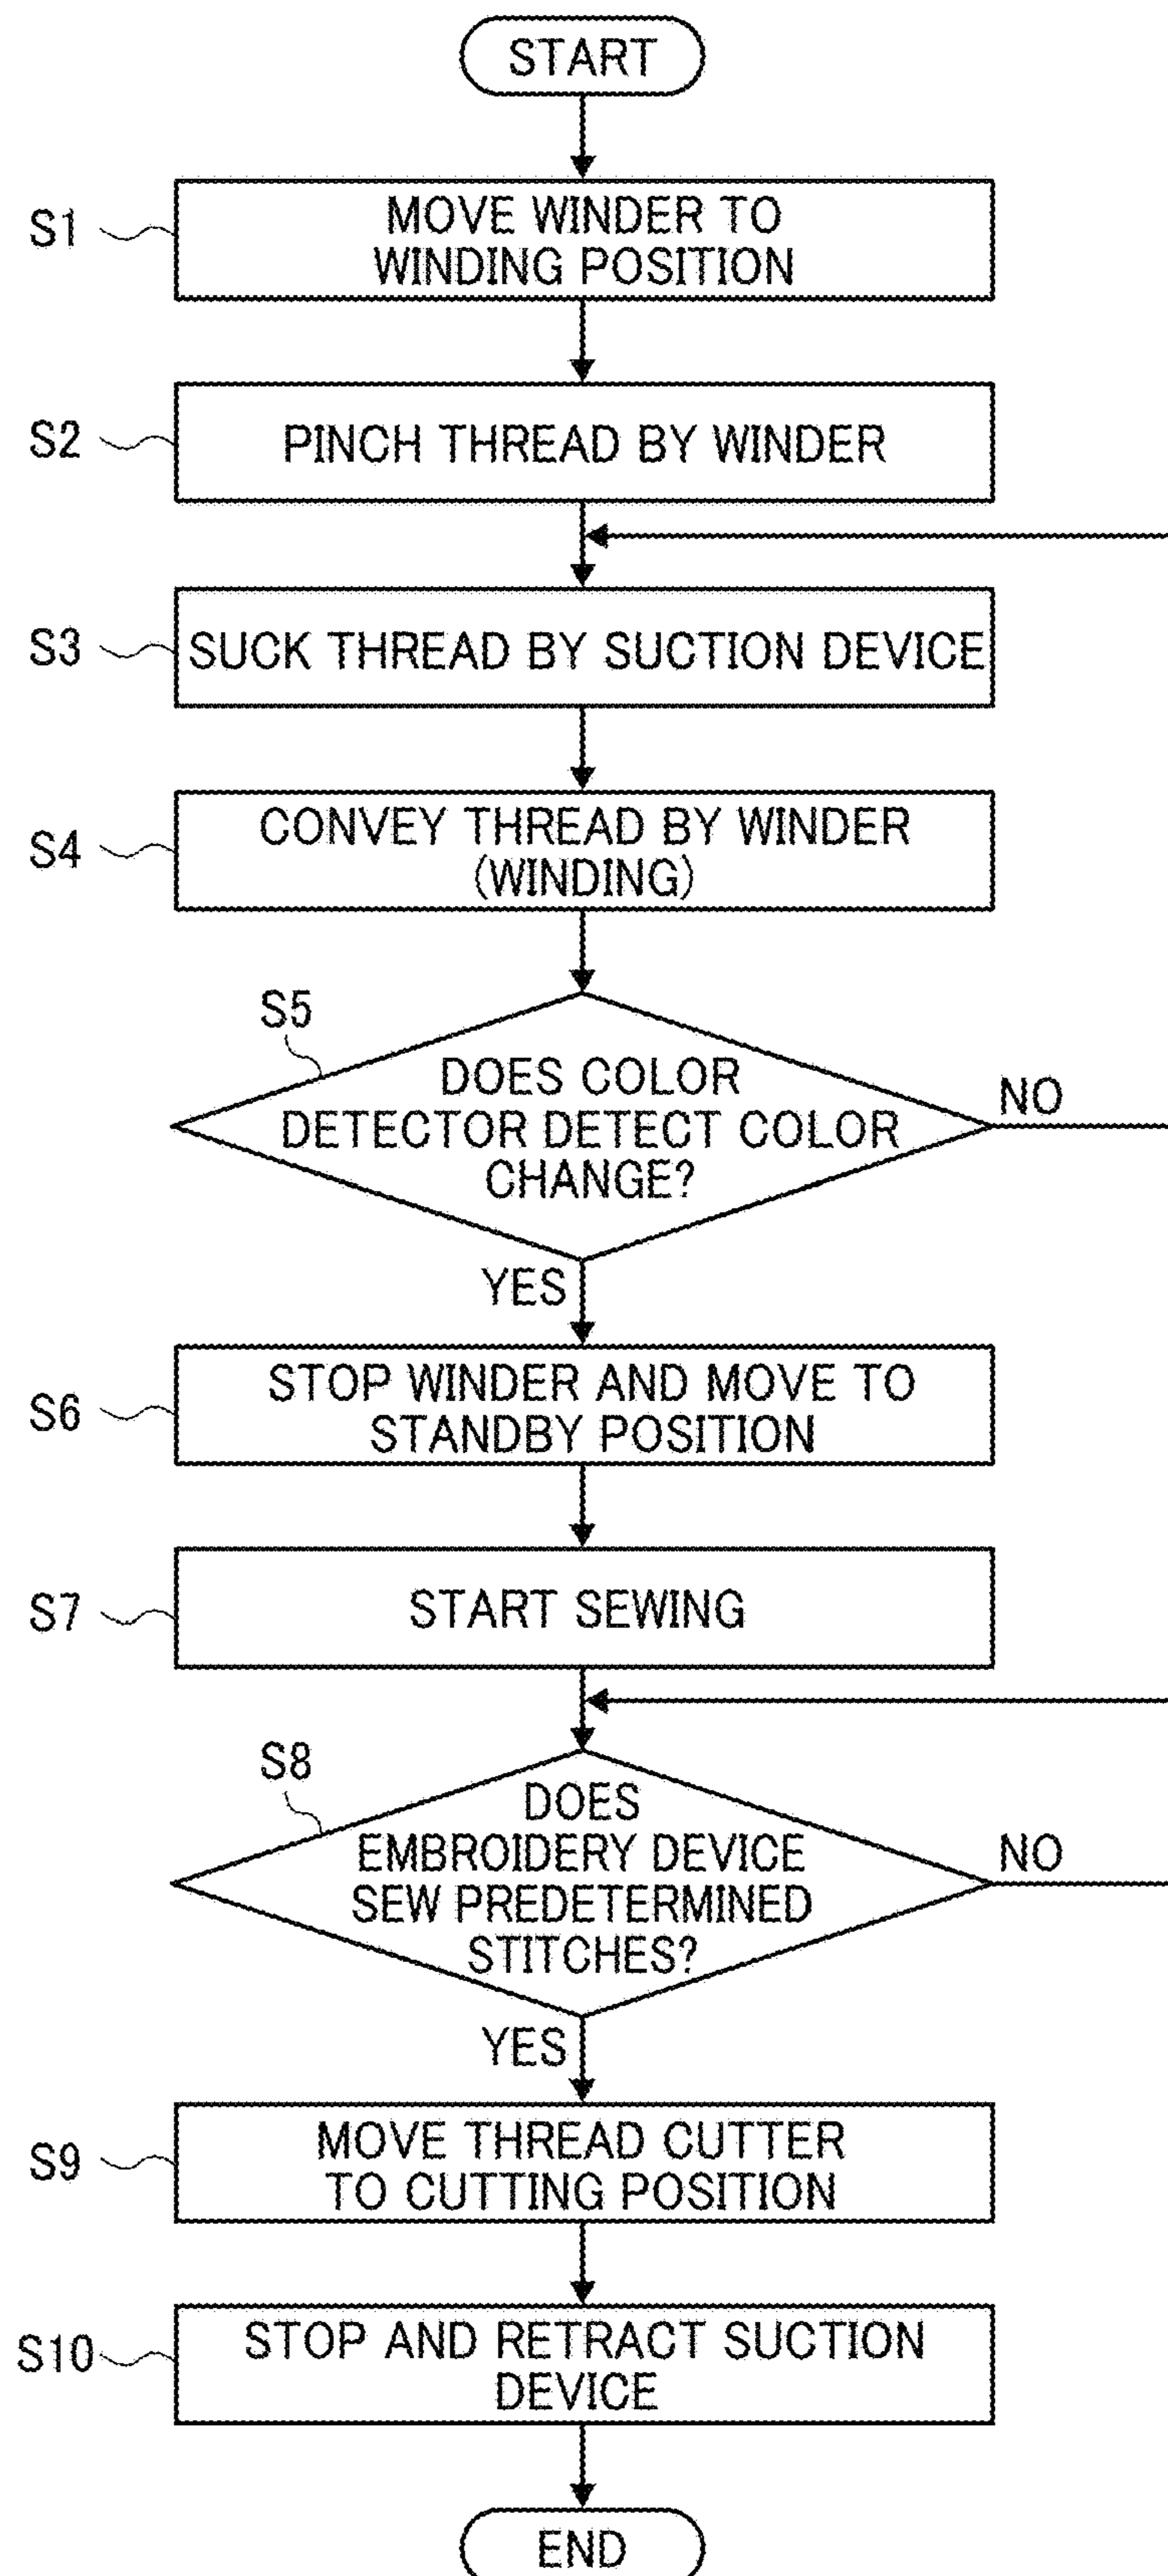 START
S1
MOVE WINDER TO
WINDING POSITION
S2
PINCH THREAD BY WINDER
S3
SUCK THREAD BY SUCTION DEVICE
S4
CONVEY THREAD BY WINDER
(WINDING)
S5
DOES COLOR
DETECTOR DETECT COLOR
CHANGE?
NO
YES
S6
STOP WINDER AND MOVE TO
STANDBY POSITION
S7
START SEWING
S8
DOES
EMBROIDERY DEVICE
SEW PREDETERMINED
STITCHES?
NO
YES
S9
MOVE THREAD CUTTER
TO CUTTING POSITION
S10
STOP AND RETRACT SUCTION
DEVICE
END